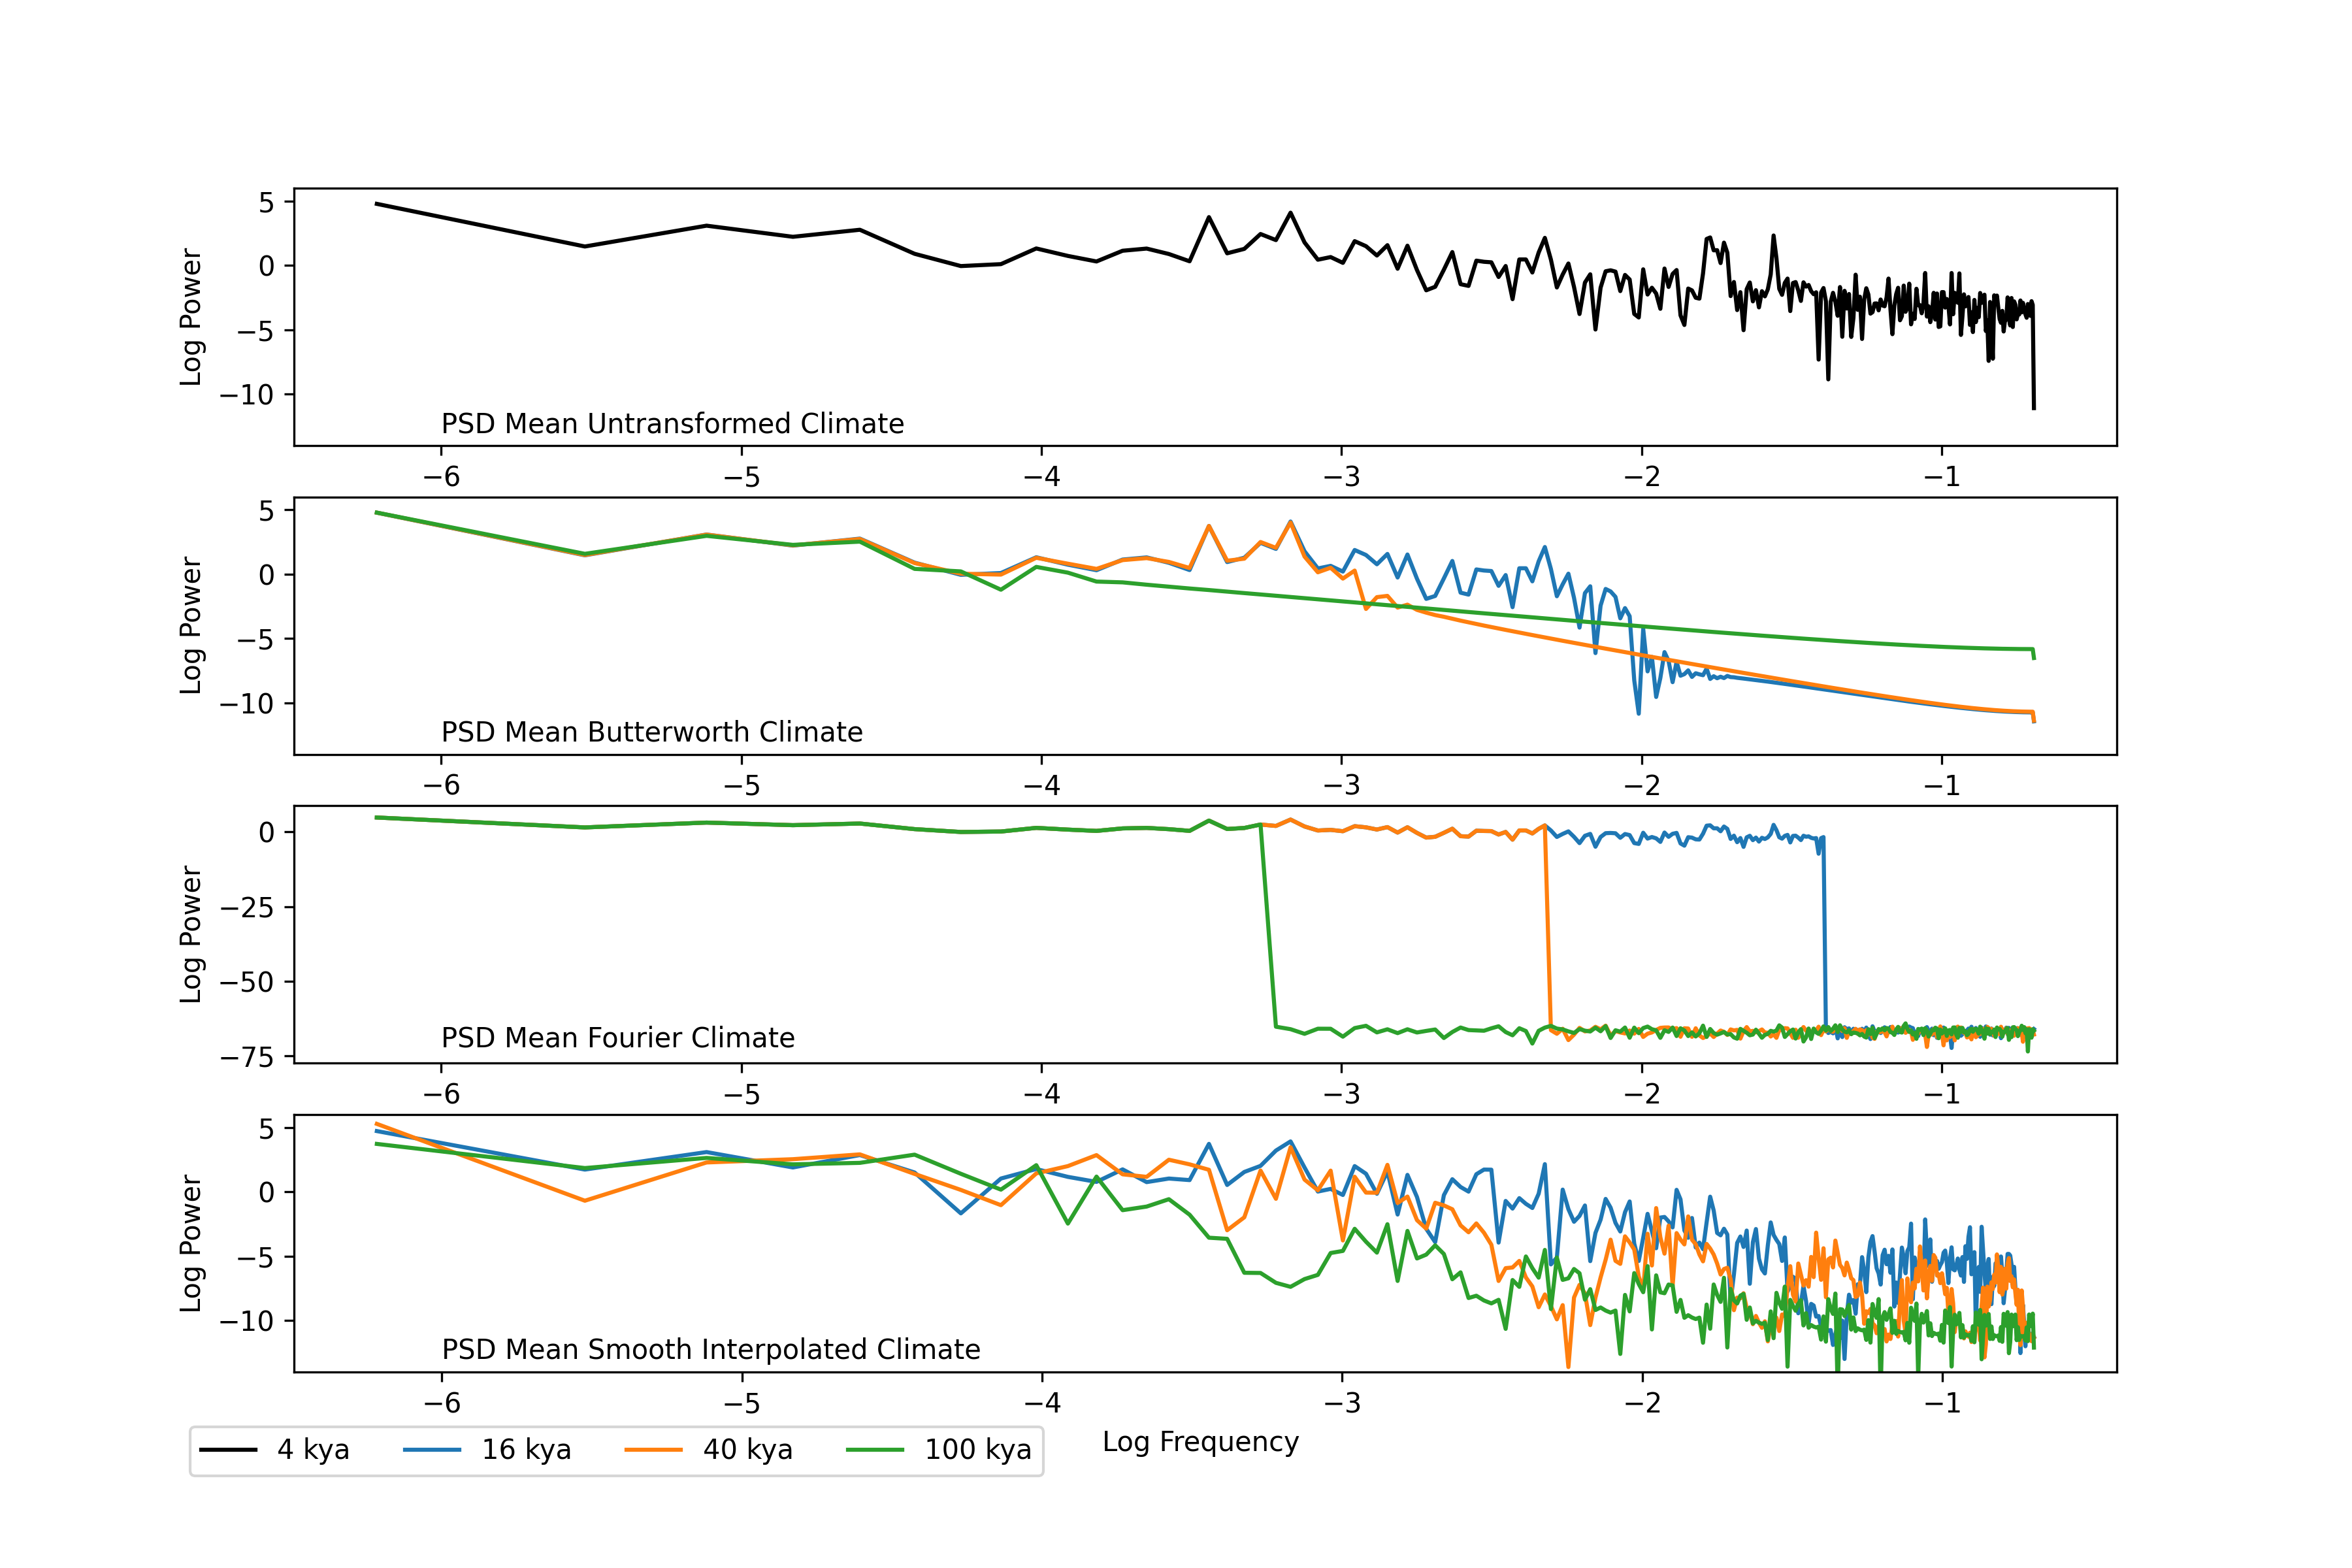 5
0
−5
−10
Log Power
PSD Mean Untransformed Climate
−6 −5 −4 −3 −2 −1
5
0
−5
−10
Log Power
PSD Mean Butterworth Climate
−6 −5 −4 −3 −2 −1
0
−25
−50
−75
Log Power
PSD Mean Fourier Climate
−6 −5 −4 −3 −2 −1
5
0
−5
−10
Log Power
PSD Mean Smooth Interpolated Climate
−6 −5 −4 −3 −2 −1
Log Frequency
4 kya 16 kya 40 kya 100 kya